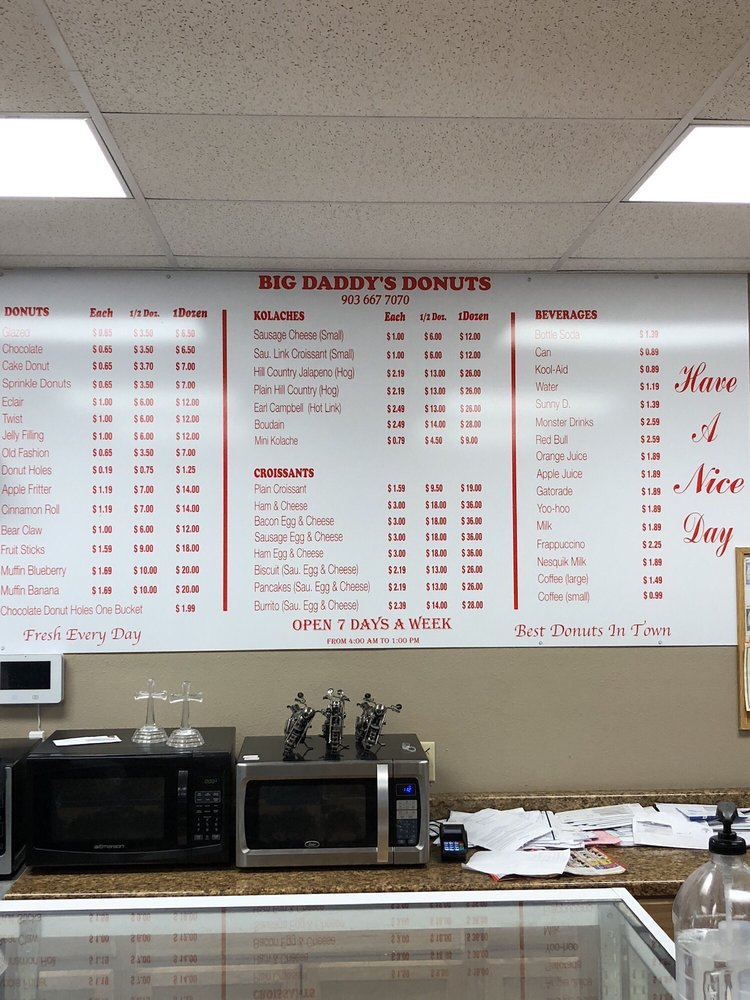 BIG DADDY'S DONUTS
903 667 7070
DONUTS Each 1/2 Doz. 1Dozen
Glazed $ 0.65 $ 3.50 $ 6.50
Chocolate $ 0.65 $ 3.50 $ 6.50
Cake Donut $ 0.65 $ 3.70 $ 7.00
Sprinkle Donuts $ 0.65 $ 3.50 $ 7.00
Eclair $ 1.00 $ 6.00 $ 12.00
Twist $ 1.00 $ 6.00 $ 12.00
Jelly Filling $ 1.00 $ 6.00 $ 12.00
Old Fashion $ 0.65 $ 3.50 $ 7.00
Donut Holes $ 0.19 $ 0.75 $ 1.25
Apple Fritter $ 1.19 $ 7.00 $ 14.00
Cinnamon Roll $ 1.19 $ 7.00 $ 14.00
Bear Claw $ 1.00 $ 6.00 $ 12.00
Fruit Sticks $ 1.59 $ 9.00 $ 18.00
Muffin Blueberry $ 1.69 $ 10.00 $ 20.00
Muffin Banana $ 1.69 $ 10.00 $ 20.00
Chocolate Donut Holes One Bucket $ 1.99
Fresh Every Day
KOLACHES Each 1/2 Doz. 1Dozen
Sausage Cheese (Small) $ 1.00 $ 6.00 $ 12.00
Sau. Link Croissant (Small) $ 1.00 $ 6.00 $ 12.00
Hill Country Jalapeno (Hog) $ 2.19 $ 13.00 $ 26.00
Plain Hill Country (Hog) $ 2.19 $ 13.00 $ 26.00
Earl Campbell (Hot Link) $ 2.49 $ 13.00 $ 26.00
Boudain $ 2.49 $ 14.00 $ 28.00
Mini Kolache $ 0.79 $ 4.50 $ 9.00
CROISSANTS
Plain Croissant $ 1.59 $ 9.50 $ 19.00
Ham & Cheese $ 3.00 $ 18.00 $ 36.00
Bacon Egg & Cheese $ 3.00 $ 18.00 $ 36.00
Sausage Egg & Cheese $ 3.00 $ 18.00 $ 36.00
Ham Egg & Cheese $ 3.00 $ 18.00 $ 36.00
Biscuit (Sau. Egg & Cheese) $ 2.19 $ 13.00 $ 26.00
Pancakes (Sau. Egg & Cheese) $ 2.19 $ 13.00 $ 26.00
Burrito (Sau. Egg & Cheese) $ 2.39 $ 14.00 $ 28.00
OPEN 7 DAYS A WEEK
FROM 4:00 AM TO 1:00 PM
BEVERAGES
Bottle Soda $ 1.39
Can $ 0.89
Kool-Aid $ 0.89
Water $ 1.19
Sunny D. $ 1.39
Monster Drinks $ 2.59
Red Bull $ 2.59
Orange Juice $ 1.89
Apple Juice $ 1.89
Gatorade $ 1.89
Yoo-hoo $ 1.89
Milk $ 1.89
Frappuccino $ 2.25
Nesquik Milk $ 1.89
Coffee (large) $ 1.49
Coffee (small) $ 0.99
Best Donuts In Town
Have
A
Nice
Day
EMERSON